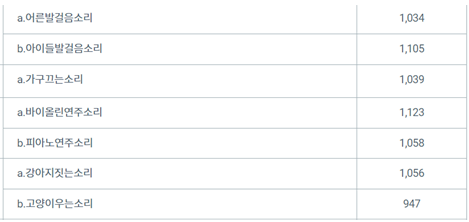 a.어른발걸음소리 1,034
b.아이들발걸음소리 1,105
a.가구끄는소리 1,039
a.바이올린연주소리 1,123
b.피아노연주소리 1,058
a.강아지짓는소리 1,056
b.고양이우는소리 947